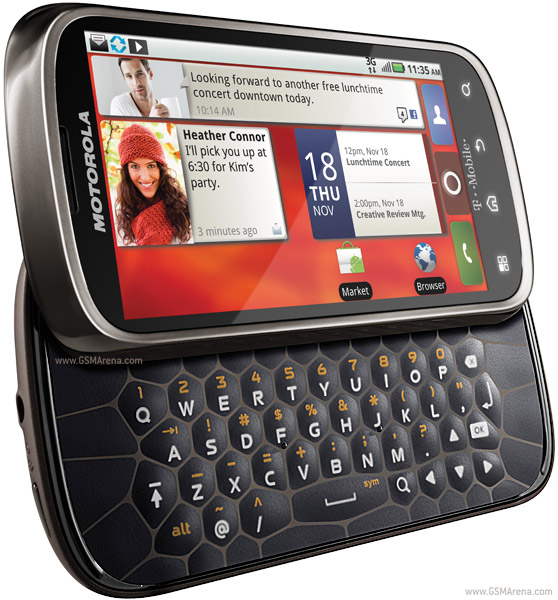 3G 11:35 AM
Looking forward to another free lunchtime
concert downtown today.
10:14 AM
4
Heather Connor
I'll pick you up at
6:30 for Kim's
party.
3 minutes ago
18
THU
NOV
12pm, Nov 18
Lunchtime Concert
2:00pm, Nov 18
Creative Review Mtg.
Market
Browser
MOTOROLA
T··Mobile·
www.GSMArena.com
1 2 3 4 5 6 7 8 9 0
Q W E R T Y U I O P
! # $ % & * ( ) "
A S D F G H J K L ,
- _ = + ; : ' ?
Z X C V B N M . OK
alt ~ @ ^ / sym
www.GSMArena.com